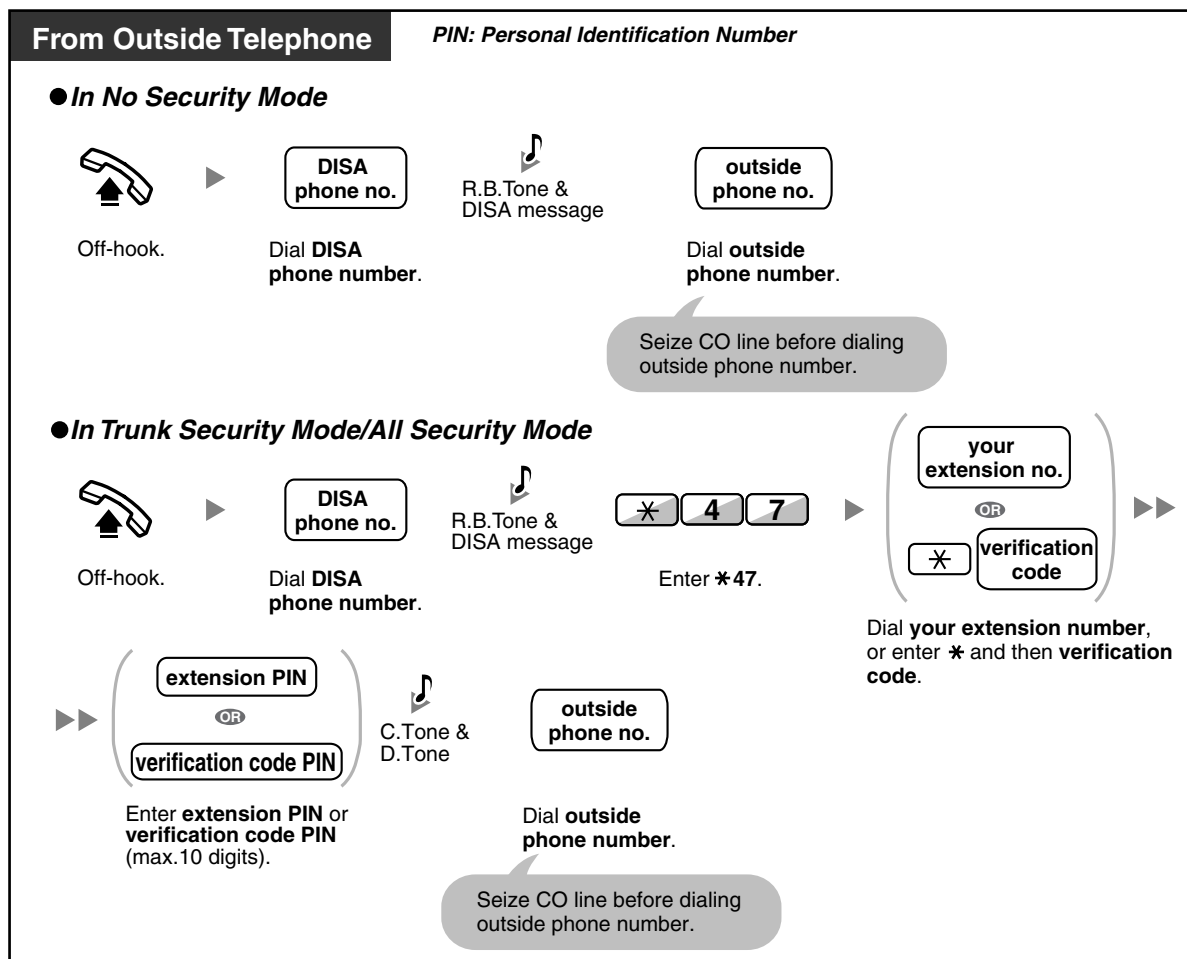 From Outside Telephone
PIN: Personal Identification Number
●In No Security Mode
DISA
phone no.
R.B.Tone &
DISA message
outside
phone no.
Off-hook.
Dial DISA
phone number.
Dial outside
phone number.
Seize CO line before dialing
outside phone number.
●In Trunk Security Mode/All Security Mode
DISA
phone no.
R.B.Tone &
DISA message
* 4 7
your
extension no.
OR
* verification
code
Off-hook.
Dial DISA
phone number.
Enter *47.
Dial your extension number,
or enter * and then verification
code.
extension PIN
OR
verification code PIN
C.Tone &
D.Tone
outside
phone no.
Enter extension PIN or
verification code PIN
(max.10 digits).
Dial outside
phone number.
Seize CO line before dialing
outside phone number.